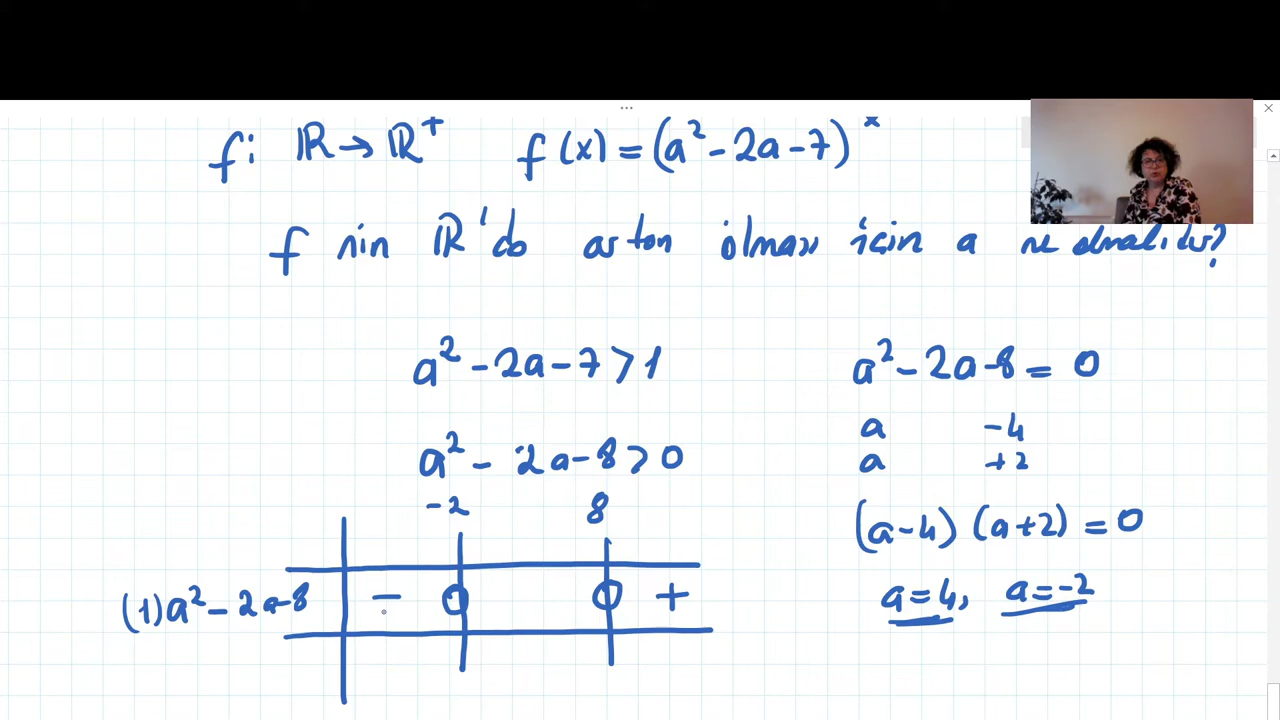 f: ℝ → ℝ⁺ f(x) = (a² - 2a - 7)ˣ
f nin ℝ'do artan olması için a ne olmalıdır?
a² - 2a - 7 > 1
a² - 2a - 8 = 0
a -4
a +2
a² - 2a - 8 > 0
-2 8
(a-4) (a+2) = 0
(1) a² - 2a - 8 - 0 0 +
a = 4, a = -2